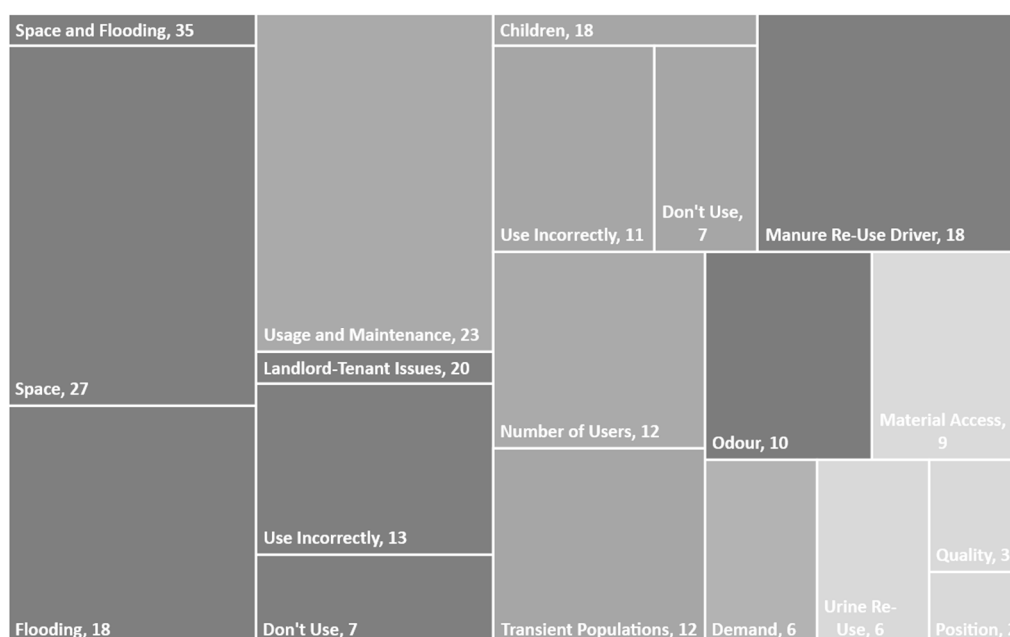 Space and Flooding, 35
Space, 27
Flooding, 18
Usage and Maintenance, 23
Landlord-Tenant Issues, 20
Use Incorrectly, 13
Don't Use, 7
Children, 18
Use Incorrectly, 11
Don't Use,
7
Manure Re-Use Driver, 18
Number of Users, 12
Transient Populations, 12
Odour, 10
Material Access,
9
Demand, 6
Urine Re-
Use, 6
Quality, 3
Position,